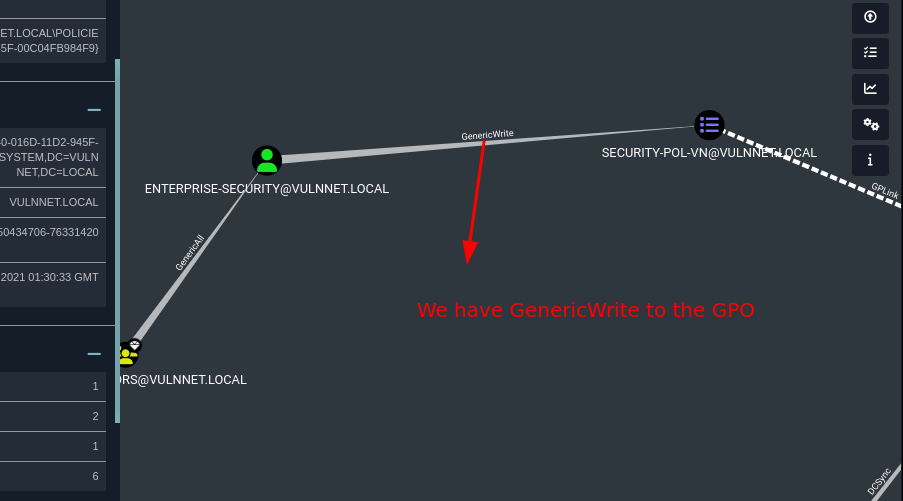 ET.LOCAL\POLICIE
5F-00C04FB984F9}
0-016D-11D2-945F-
SYSTEM,DC=VULN
NET,DC=LOCAL
VULNNET.LOCAL
50434706-76331420
2021 01:30:33 GMT
1
2
1
6
GenericWrite
SECURITY-POL-VN@VULNNET.LOCAL
GPLink
ENTERPRISE-SECURITY@VULNNET.LOCAL
GenericAll
We have GenericWrite to the GPO
ORS@VULNNET.LOCAL
DCSync